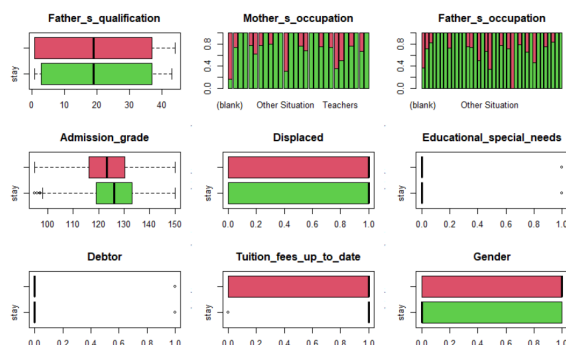 Father_s_qualification
stay
0 10 20 30 40
Mother_s_occupation
0.0 0.4 0.8
(blank) Other Situation Teachers
Father_s_occupation
0.0 0.4 0.8
(blank) Other Situation
Admission_grade
stay
100 110 120 130 140 150
Displaced
stay
0.0 0.2 0.4 0.6 0.8 1.0
Educational_special_needs
stay
0.0 0.2 0.4 0.6 0.8 1.0
Debtor
stay
0.0 0.2 0.4 0.6 0.8 1.0
Tuition_fees_up_to_date
stay
0.0 0.2 0.4 0.6 0.8 1.0
Gender
stay
0.0 0.2 0.4 0.6 0.8 1.0